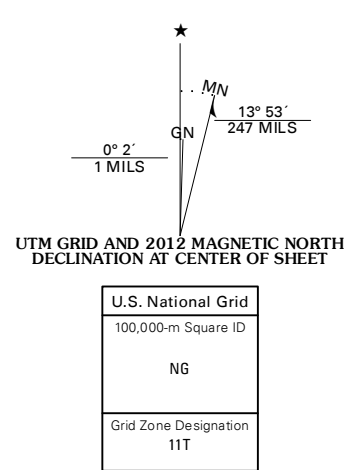 ★
MN
GN
13° 53´
247 MILS
0° 2´
1 MILS
UTM GRID AND 2012 MAGNETIC NORTH
DECLINATION AT CENTER OF SHEET
U.S. National Grid
100,000-m Square ID
NG
Grid Zone Designation
11T